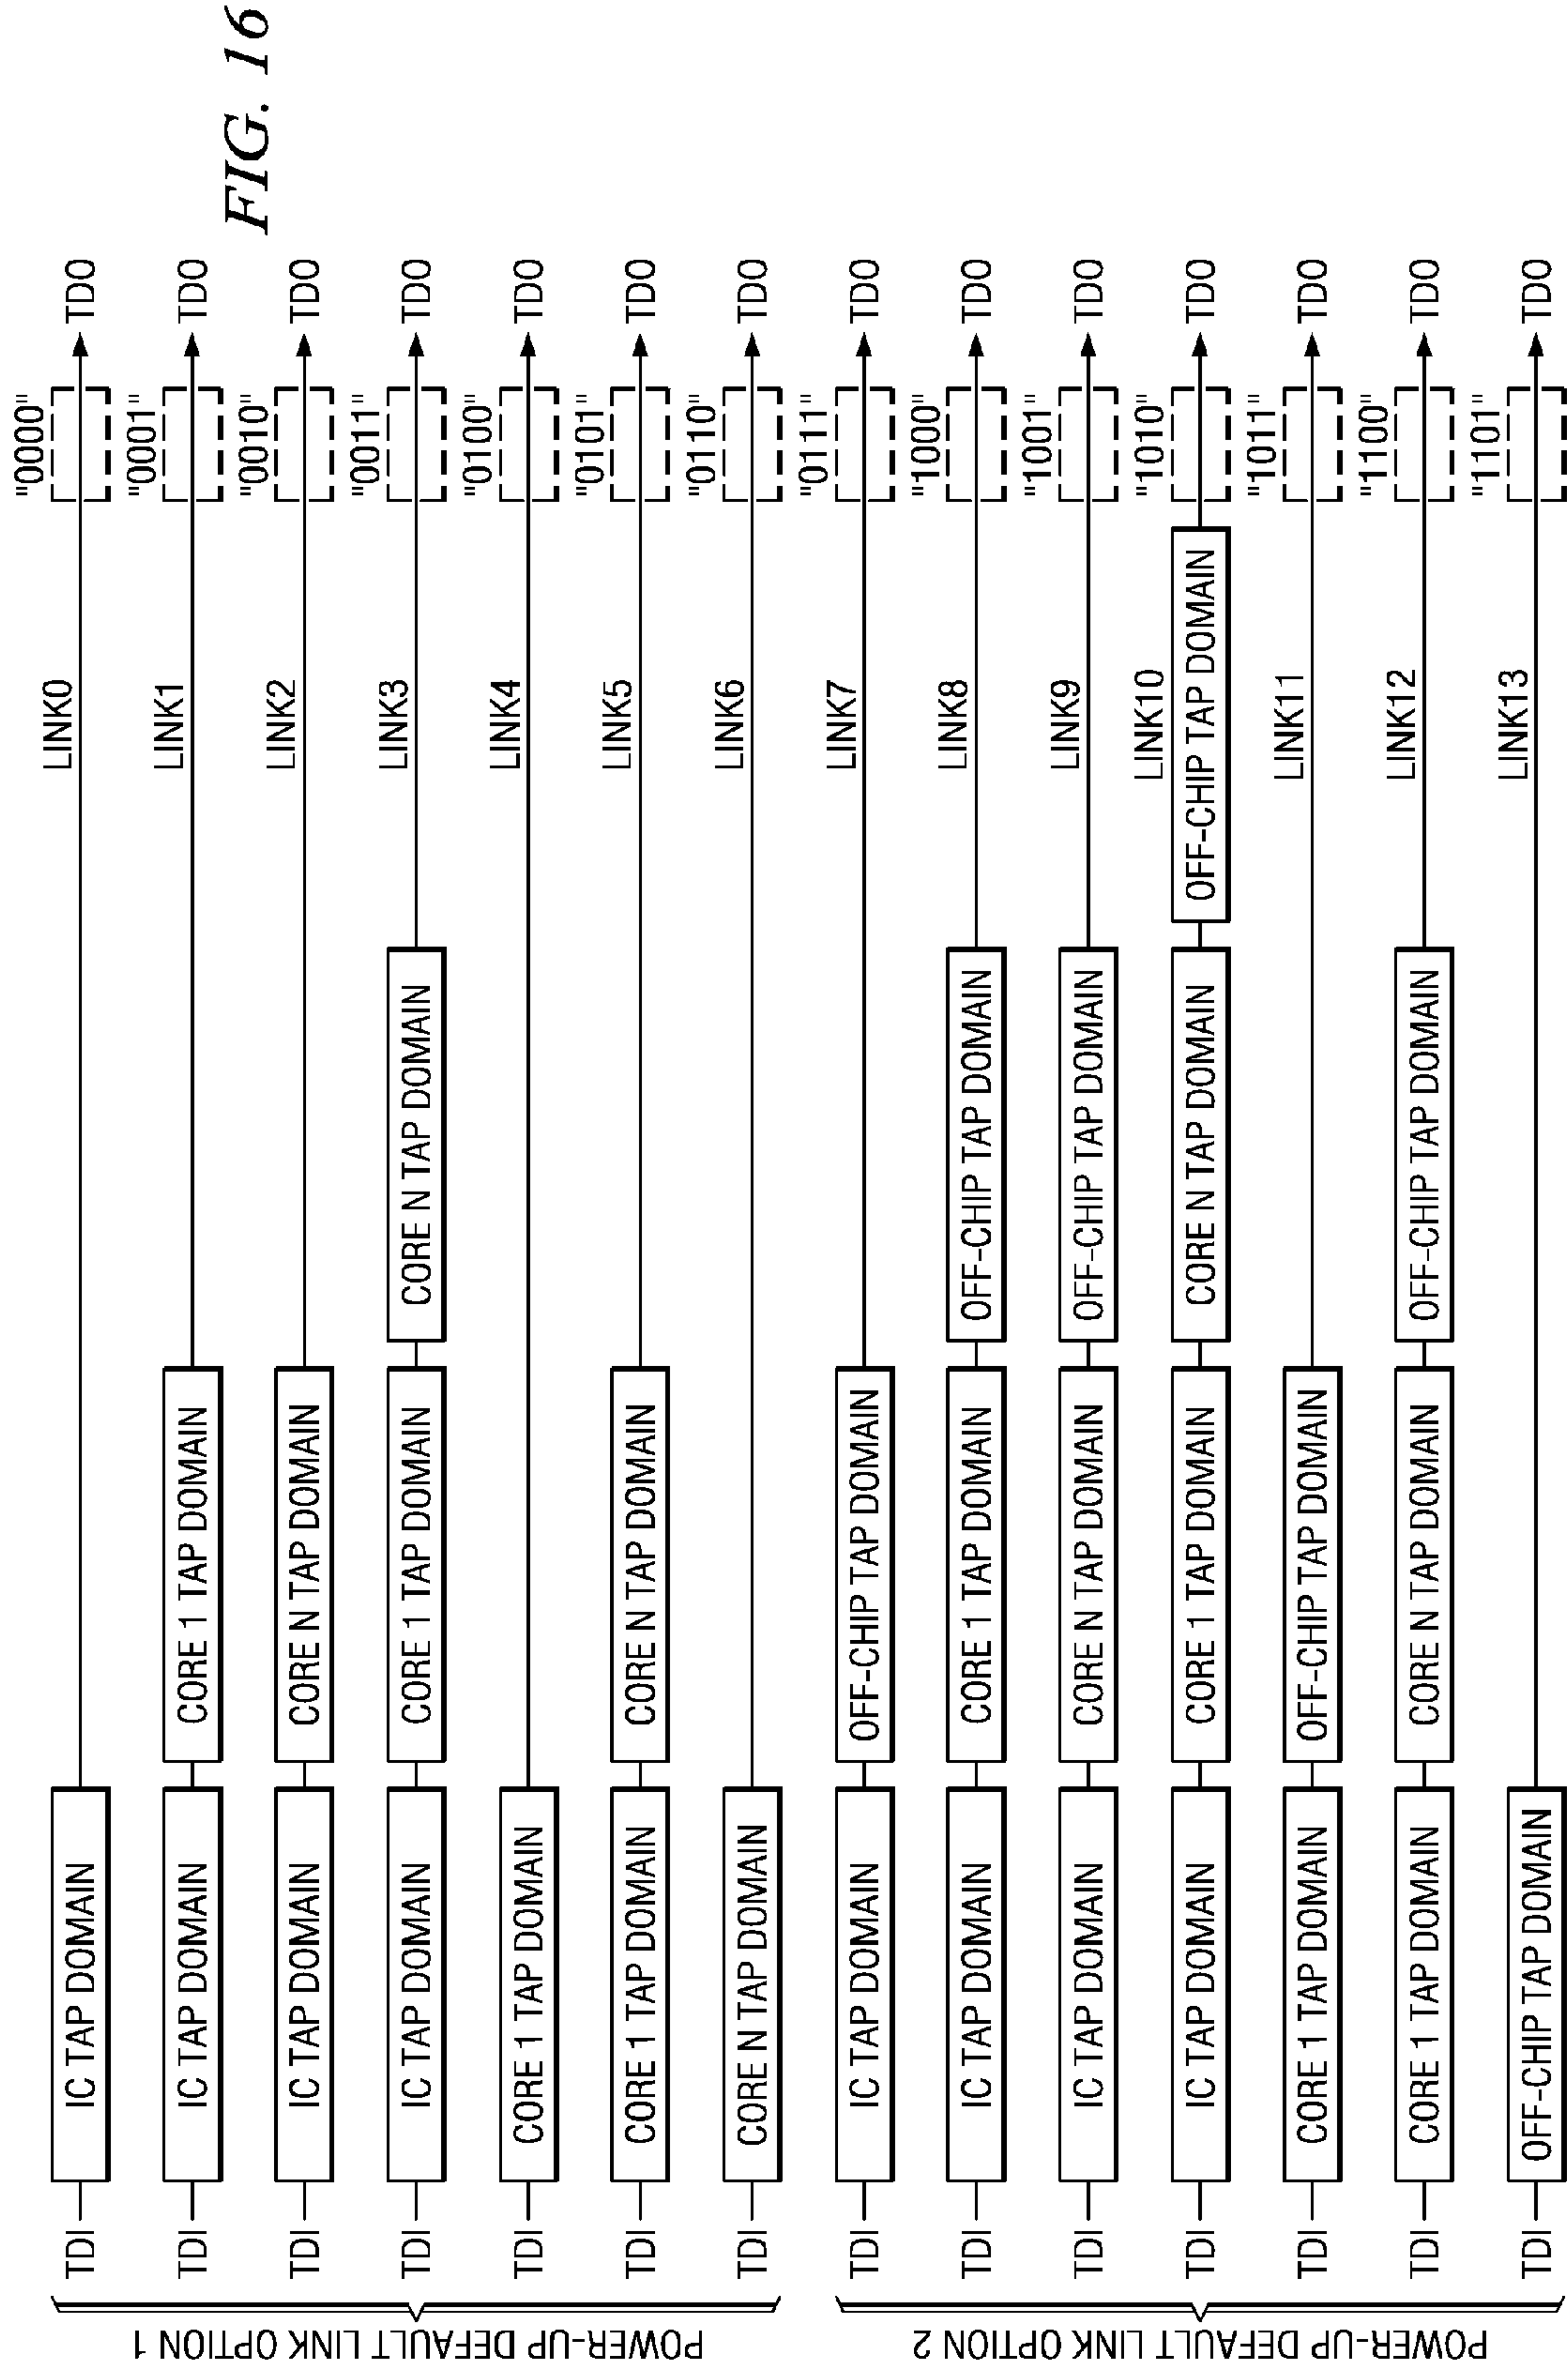 FIG. 16
POWER-UP DEFAULT LINK OPTION 1
TDI IC TAP DOMAIN LINK0 "0000" TDO
TDI IC TAP DOMAIN CORE 1 TAP DOMAIN LINK1 "0001" TDO
TDI IC TAP DOMAIN CORE N TAP DOMAIN LINK2 "0010" TDO
TDI IC TAP DOMAIN CORE 1 TAP DOMAIN CORE N TAP DOMAIN LINK3 "0011" TDO
TDI CORE 1 TAP DOMAIN LINK4 "0100" TDO
TDI CORE 1 TAP DOMAIN CORE N TAP DOMAIN LINK5 "0101" TDO
TDI CORE N TAP DOMAIN LINK6 "0110" TDO
POWER-UP DEFAULT LINK OPTION 2
TDI IC TAP DOMAIN OFF-CHIP TAP DOMAIN LINK7 "0111" TDO
TDI IC TAP DOMAIN CORE 1 TAP DOMAIN OFF-CHIP TAP DOMAIN LINK8 "1000" TDO
TDI IC TAP DOMAIN CORE N TAP DOMAIN OFF-CHIP TAP DOMAIN LINK9 "1001" TDO
TDI IC TAP DOMAIN CORE 1 TAP DOMAIN CORE N TAP DOMAIN OFF-CHIP TAP DOMAIN LINK10 "1010" TDO
TDI CORE 1 TAP DOMAIN OFF-CHIP TAP DOMAIN LINK11 "1011" TDO
TDI CORE 1 TAP DOMAIN CORE N TAP DOMAIN OFF-CHIP TAP DOMAIN LINK12 "1100" TDO
TDI OFF-CHIP TAP DOMAIN LINK13 "1101" TDO